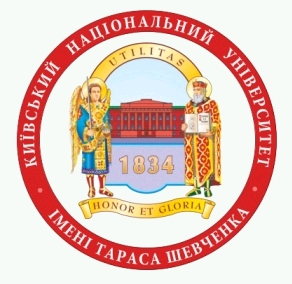 КИЇВСЬКИЙ НАЦІОНАЛЬНИЙ УНІВЕРСИТЕТ
ІМЕНІ ТАРАСА ШЕВЧЕНКА
UTILITAS
1834
HONOR ET GLORIA